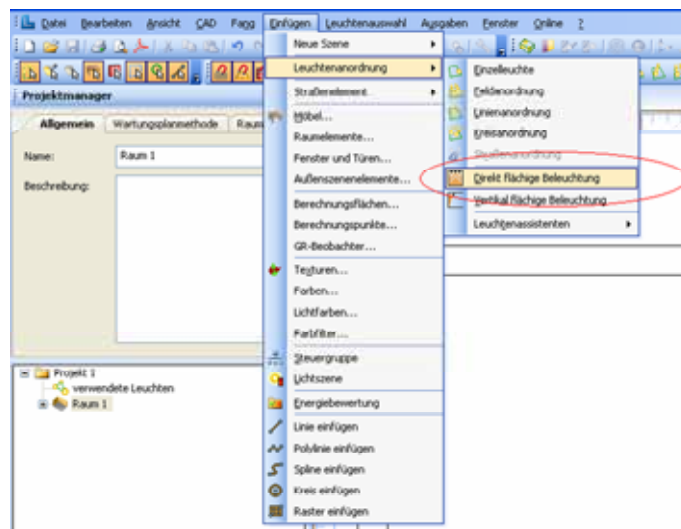 Datei Bearbeiten Ansicht CAD Einfügen Leuchtenauswahl Ausgaben Fenster Online ?
Projektmanager
Allgemein Wartungsplanmethode Raum
Name: Raum 1
Beschreibung:
Projekt 1
verwendete Leuchten
Raum 1
Neue Szene
Leuchtenanordnung
Straßenelement
Möbel...
Raumelemente...
Fenster und Türen...
Außenszenenelemente...
Berechnungsflächen...
Berechnungspunkte...
GR-Beobachter...
Texturen...
Farben...
Lichtfarben...
Farbfilter...
Steuergruppe
Lichtszene
Energiebewertung
Linie einfügen
Polylinie einfügen
Spline einfügen
Kreis einfügen
Raster einfügen
Einzelleuchte
Feldanordnung
Linienanordnung
Kreisanordnung
Straßenanordnung
Direkt flächige Beleuchtung
Vertikal flächige Beleuchtung
Leuchtenassistenten